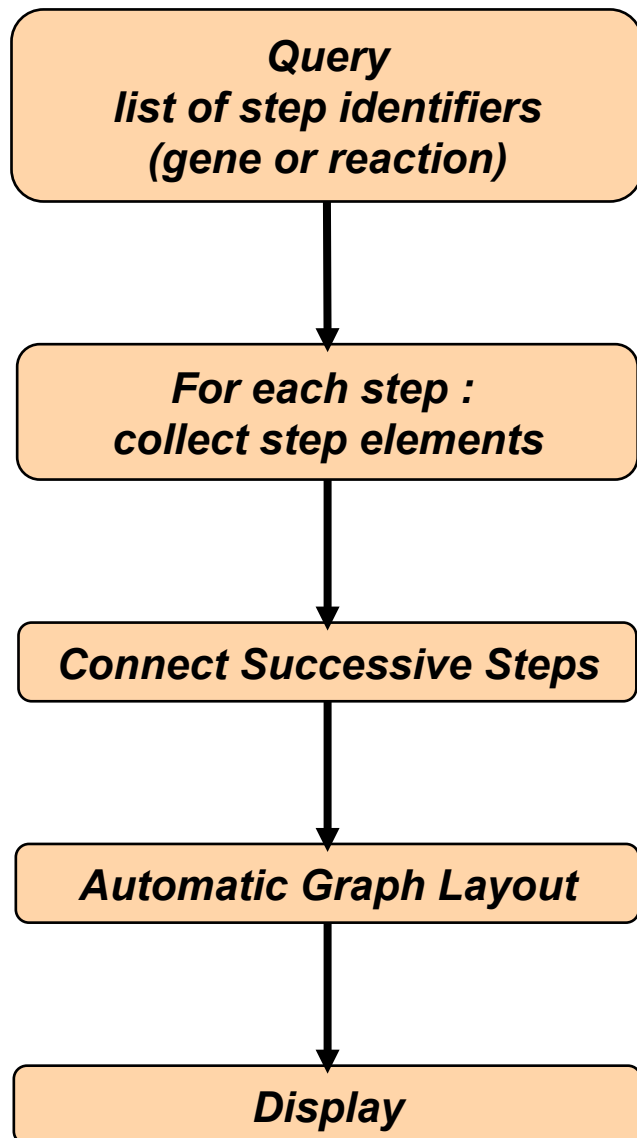 Query
list of step identifiers
(gene or reaction)
For each step :
collect step elements
Connect Successive Steps
Automatic Graph Layout
Display